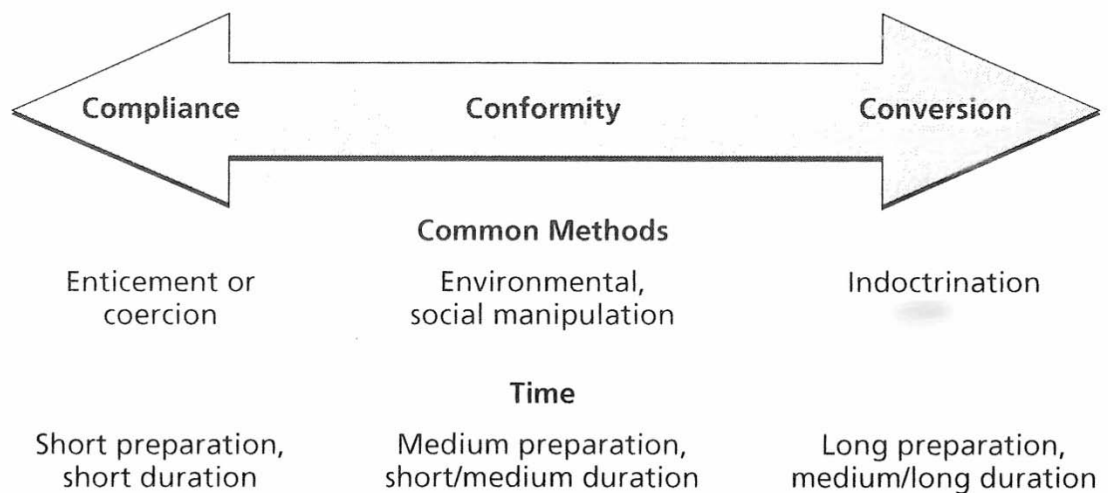 Compliance Conformity Conversion
Common Methods
Enticement or Environmental, Indoctrination
coercion social manipulation
Time
Short preparation, Medium preparation, Long preparation,
short duration short/medium duration medium/long duration